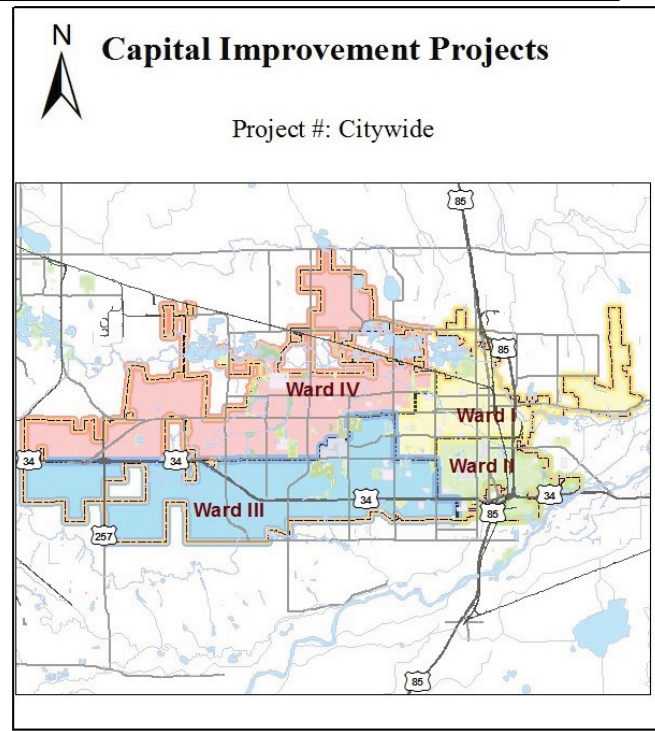 N
Capital Improvement Projects
Project #: Citywide
85
85
Ward IV
Ward I
34
34
Ward II
Ward III
34
34
85
257
85